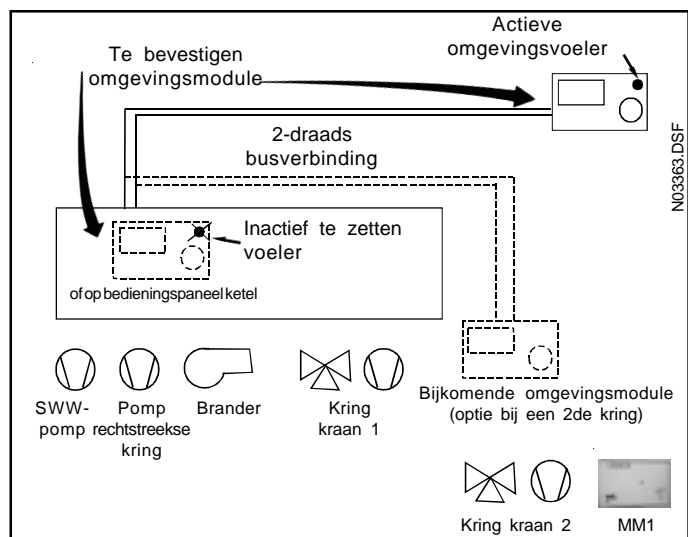 Te bevestigen
omgevingsmodule
Actieve
omgevingsvoeler
N03363.DSF
2-draads
busverbinding
Inactief te zetten
voeler
of op bedieningspaneel ketel
SWW-
pomp
Pomp
rechtstreekse
kring
Brander
Kring
kraan 1
Bijkomende omgevingsmodule
(optie bij een 2de kring)
Kring kraan 2
MM1